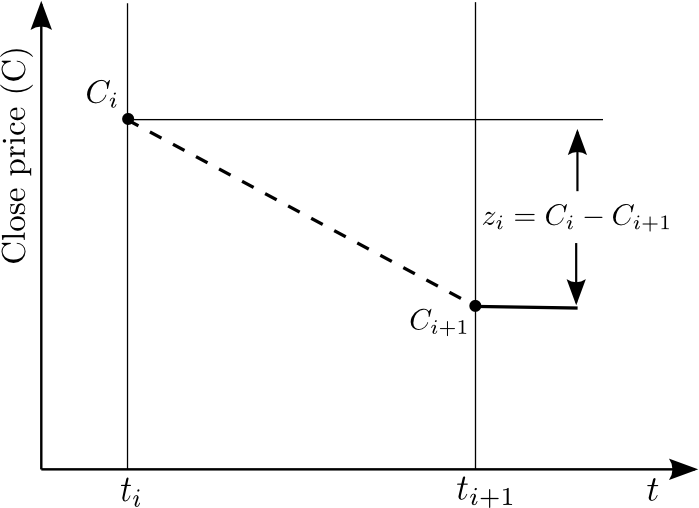 Close price (C)
C_i
z_i = C_i − C_{i+1}
C_{i+1}
t_i
t_{i+1}
t